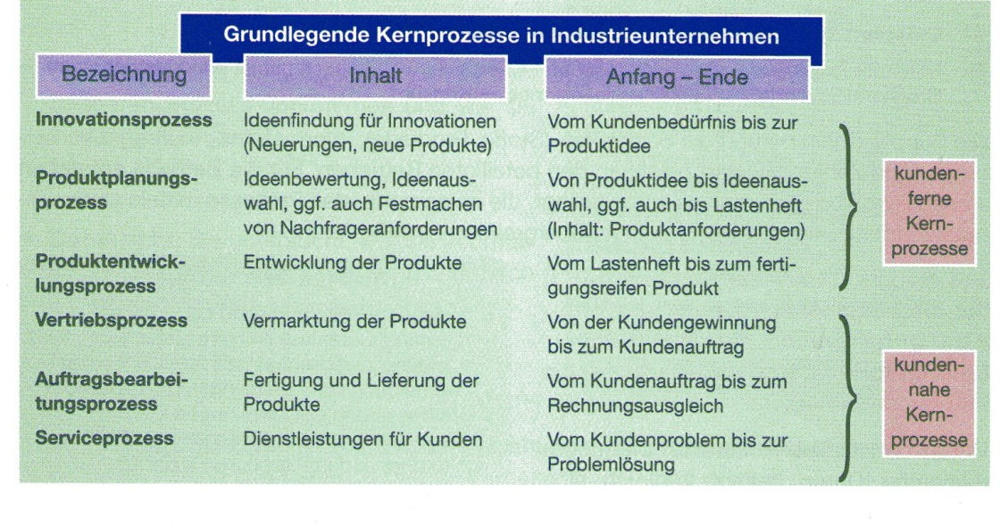 Grundlegende Kernprozesse in Industrieunternehmen
Bezeichnung Inhalt Anfang – Ende
Innovationsprozess Ideenfindung für Innovationen Vom Kundenbedürfnis bis zur
(Neuerungen, neue Produkte) Produktidee
Produktplanungs- Ideenbewertung, Ideenaus- Von Produktidee bis Ideenaus-
prozess wahl, ggf. auch Festmachen wahl, ggf. auch bis Lastenheft
von Nachfrageranforderungen (Inhalt: Produktanforderungen)
kunden-
ferne
Kern-
prozesse
Produktentwick- Entwicklung der Produkte Vom Lastenheft bis zum ferti-
lungsprozess gungsreifen Produkt
Vertriebsprozess Vermarktung der Produkte Von der Kundengewinnung
bis zum Kundenauftrag
Auftragsbearbei- Fertigung und Lieferung der Vom Kundenauftrag bis zum
tungsprozess Produkte Rechnungsausgleich
kunden-
nahe
Kern-
prozesse
Serviceprozess Dienstleistungen für Kunden Vom Kundenproblem bis zur
Problemlösung